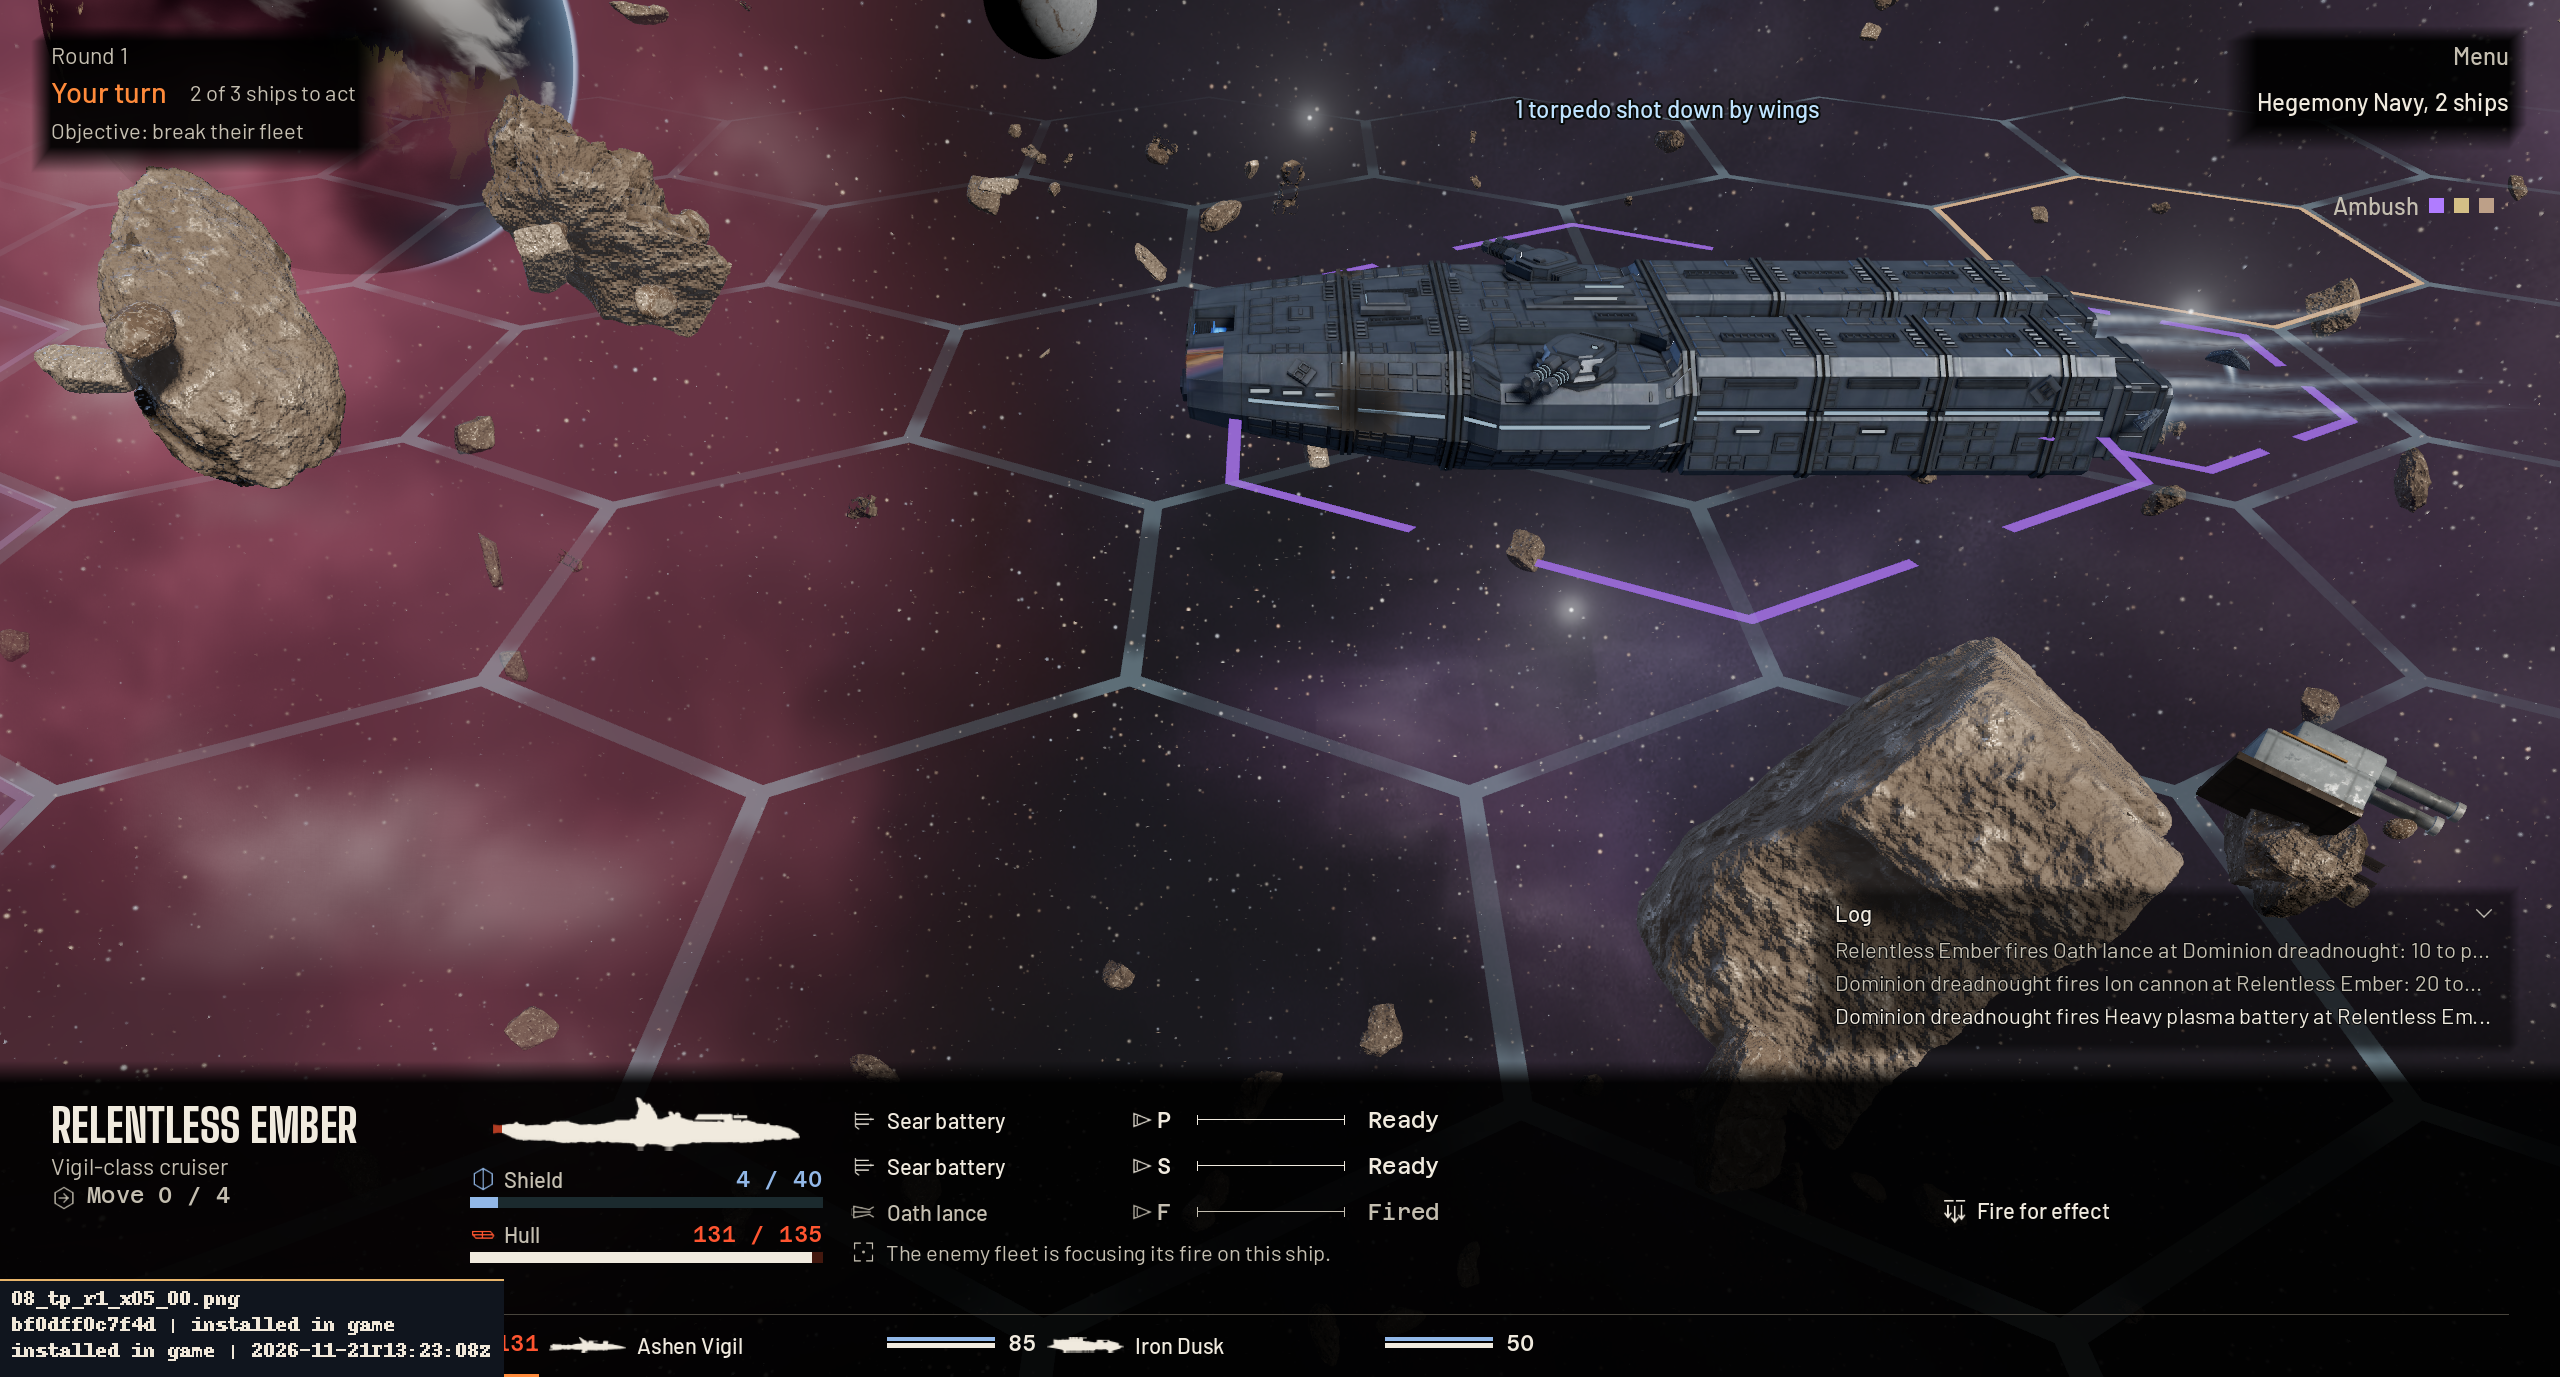 Round 1
Your turn 2 of 3 ships to act
Objective: break their fleet
1 torpedo shot down by wings
Menu
Hegemony Navy, 2 ships
Ambush
Log
Relentless Ember fires Oath lance at Dominion dreadnought: 10 to p...
Dominion dreadnought fires Ion cannon at Relentless Ember: 20 to...
Dominion dreadnought fires Heavy plasma battery at Relentless Em...
RELENTLESS EMBER
Vigil-class cruiser
Move 0 / 4
Shield 4 / 40
Hull 131 / 135
Sear battery P Ready
Sear battery S Ready
Oath lance F Fired
The enemy fleet is focusing its fire on this ship.
Fire for effect
131 Ashen Vigil 85 Iron Dusk 50
08_tp_r1_x05_00.png
bf0dff0c7f4d | installed in game
installed in game | 2026-11-21T13:23:08Z